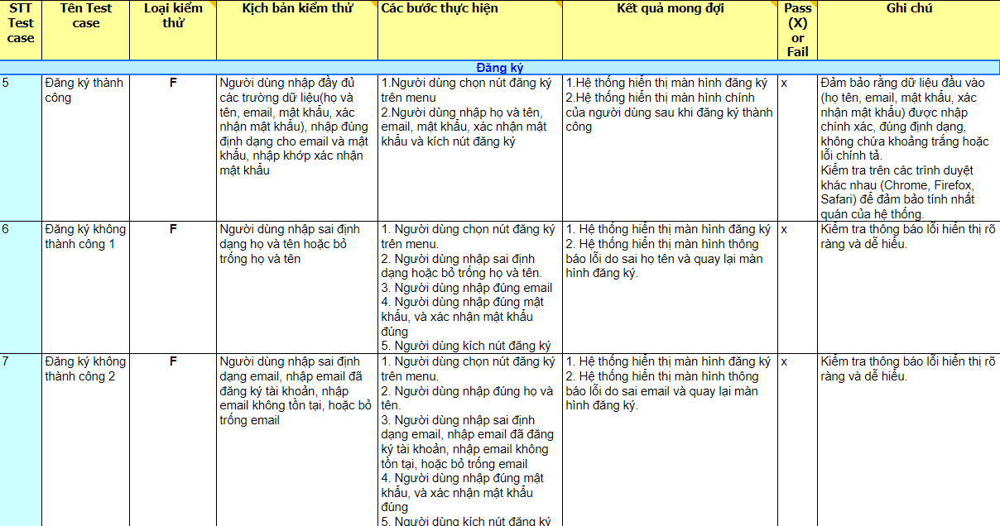 STT Test case
Tên Test case
Loại kiểm thử
Kịch bản kiểm thử
Các bước thực hiện
Kết quả mong đợi
Pass (X) or Fail
Ghi chú
Đăng ký
5
Đăng ký thành
công
F
Người dùng nhập đầy đủ
các trường dữ liệu(họ và
tên, email, mật khẩu, xác
nhận mật khẩu), nhập đúng
định dạng cho email và mật
khẩu, nhập khớp xác nhận
mật khẩu
1.Người dùng chọn nút đăng ký
trên menu
2.Người dùng nhập họ và tên,
email, mật khẩu, xác nhận mật
khẩu và kích nút đăng ký
1.Hệ thống hiển thị màn hình đăng ký
2.Hệ thống hiển thị màn hình chính
của người dùng sau khi đăng ký thành
công
x
Đảm bảo rằng dữ liệu đầu vào
(họ tên, email, mật khẩu, xác
nhận mật khẩu) được nhập
chính xác, đúng định dạng,
không chứa khoảng trắng hoặc
lỗi chính tả.
Kiểm tra trên các trình duyệt
khác nhau (Chrome, Firefox,
Safari) để đảm bảo tính nhất
quán của hệ thống.
6
Đăng ký không
thành công 1
F
Người dùng nhập sai định
dạng họ và tên hoặc bỏ
trống họ và tên
1. Người dùng chọn nút đăng ký
trên menu.
2. Người dùng nhập sai định
dạng hoặc bỏ trống họ và tên.
3. Người dùng nhập đúng email
4. Người dùng nhập đúng mật
khẩu, và xác nhận mật khẩu
đúng
5. Người dùng kích nút đăng ký
1. Hệ thống hiển thị màn hình đăng ký
2. Hệ thống hiển thị màn hình thông
báo lỗi do sai họ tên và quay lại màn
hình đăng ký.
x
Kiểm tra thông báo lỗi hiển thị rõ
ràng và dễ hiểu.
7
Đăng ký không
thành công 2
F
Người dùng nhập sai định
dạng email, nhập email đã
đăng ký tài khoản, nhập
email không tồn tại, hoặc bỏ
trống email
1. Người dùng chọn nút đăng ký
trên menu.
2. Người dùng nhập đúng họ và
tên.
3. Người dùng nhập sai định
dạng email, nhập email đã đăng
ký tài khoản, nhập email không
tồn tại, hoặc bỏ trống email
4. Người dùng nhập đúng mật
khẩu, và xác nhận mật khẩu
đúng
5. Người dùng kích nút đăng ký
1. Hệ thống hiển thị màn hình đăng ký
2. Hệ thống hiển thị màn hình thông
báo lỗi do sai email và quay lại màn
hình đăng ký.
x
Kiểm tra thông báo lỗi hiển thị rõ
ràng và dễ hiểu.